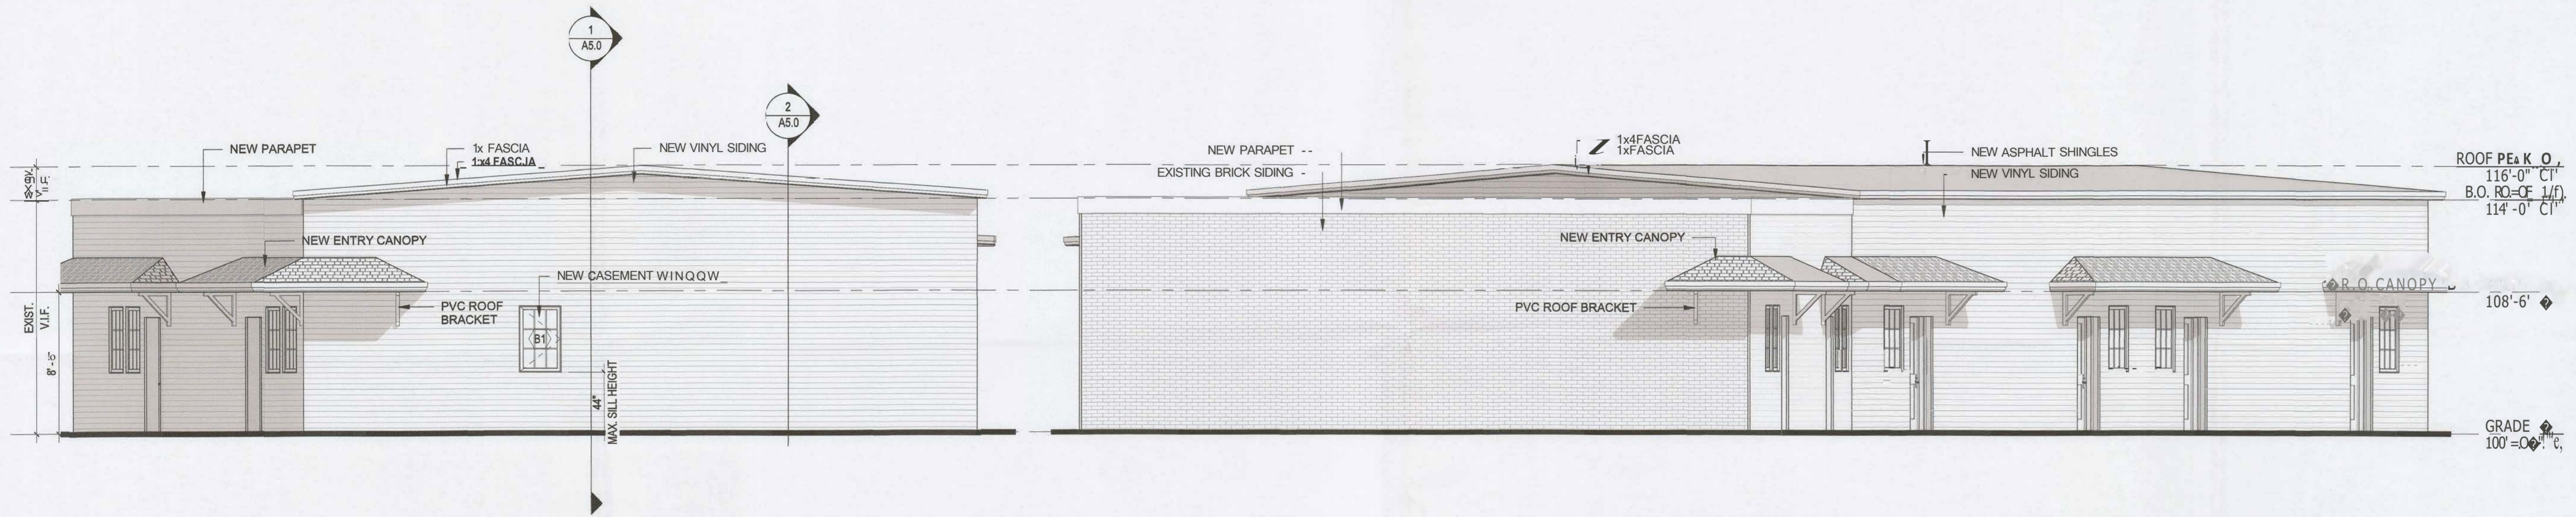 1
A5.0
2
A5.0
NEW PARAPET
1x FASCIA
1x4 FASCIA
NEW VINYL SIDING
NEW ENTRY CANOPY
NEW CASEMENT WINQQW
PVC ROOF
BRACKET
B1
EXIST.
V.I.F.
44"
MAX. SILL HEIGHT
NEW PARAPET --
EXISTING BRICK SIDING -
1x4FASCIA
1xFASCIA
NEW ASPHALT SHINGLES
NEW VINYL SIDING
NEW ENTRY CANOPY
PVC ROOF BRACKET
ROOF PEAK
116'-0"
B.O.
114'-0'
R.O. CANOPY
108'-6'
GRADE